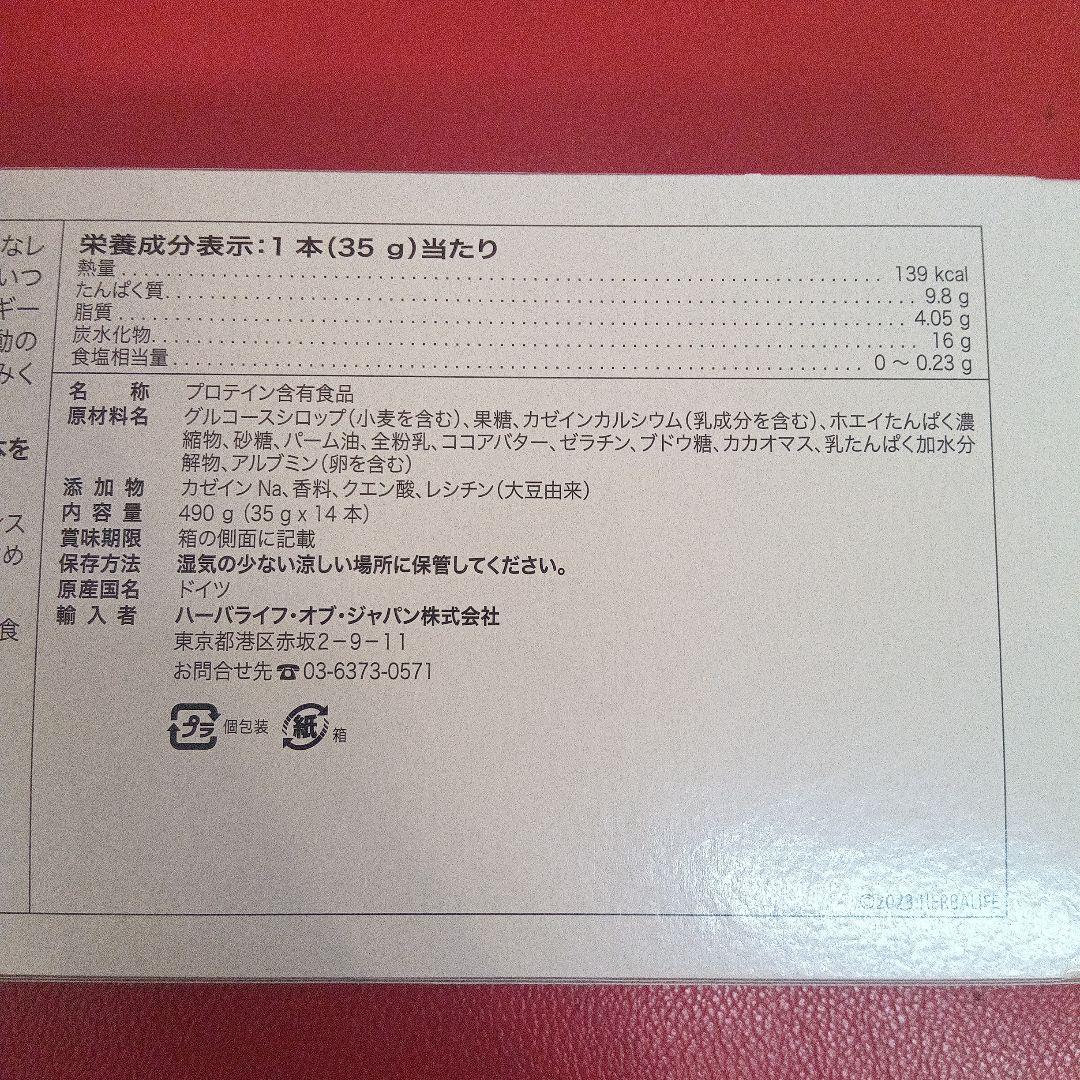 なレ
いつ
ギー
動の
みく
本を
ンス
め
食
栄養成分表示:1本(35 g)当たり
熱量 139 kcal
たんぱく質 9.8 g
脂質 4.05 g
炭水化物 16 g
食塩相当量 0 ～ 0.23 g
名 称 プロテイン含有食品
原材料名 グルコースシロップ(小麦を含む)、果糖、カゼインカルシウム(乳成分を含む)、ホエイたんぱく濃
縮物、砂糖、パーム油、全粉乳、ココアバター、ゼラチン、ブドウ糖、カカオマス、乳たんぱく加水分
解物、アルブミン(卵を含む)
添 加 物 カゼイン Na、香料、クエン酸、レシチン(大豆由来)
内 容 量 490 g (35 g x 14 本)
賞味期限 箱の側面に記載
保存方法 湿気の少ない涼しい場所に保管してください。
原産国名 ドイツ
輸 入 者 ハーバライフ・オブ・ジャパン株式会社
東京都港区赤坂2－9－11
お問合せ先☎03-6373-0571
プラ 個包装 紙 箱
©2023 HERBALIFE